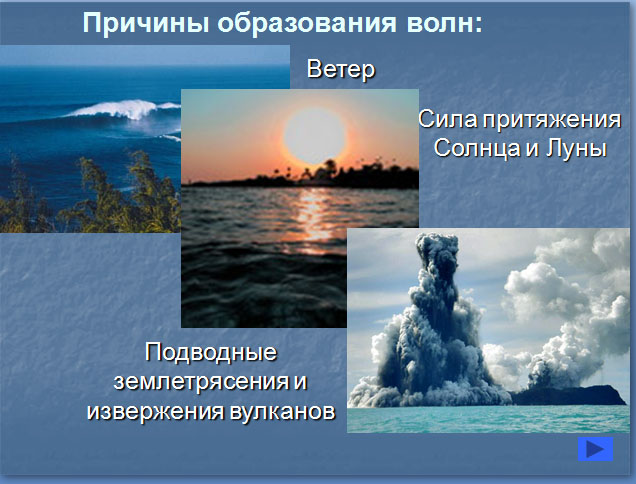 Причины образования волн:
Ветер
Сила притяжения
Солнца и Луны
Подводные
землетрясения и
извержения вулканов